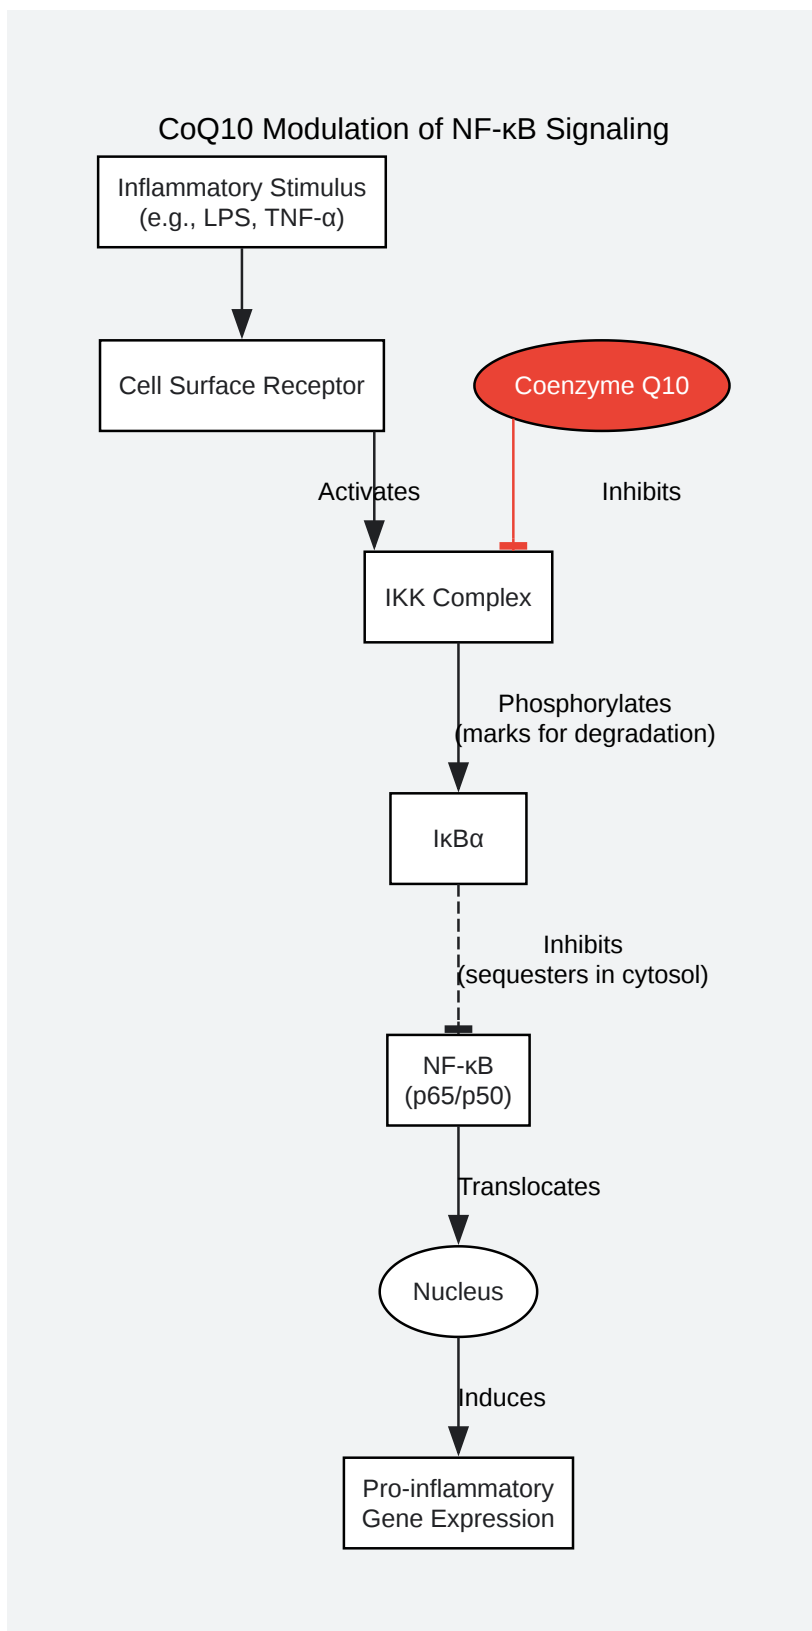 CoQ10 Modulation of NF-κB Signaling
Inflammatory Stimulus
(e.g., LPS, TNF-α)
Cell Surface Receptor
Coenzyme Q10
Activates
Inhibits
IKK Complex
Phosphorylates
(marks for degradation)
IκBα
Inhibits
(sequesters in cytosol)
NF-κB
(p65/p50)
Translocates
Nucleus
Induces
Pro-inflammatory
Gene Expression